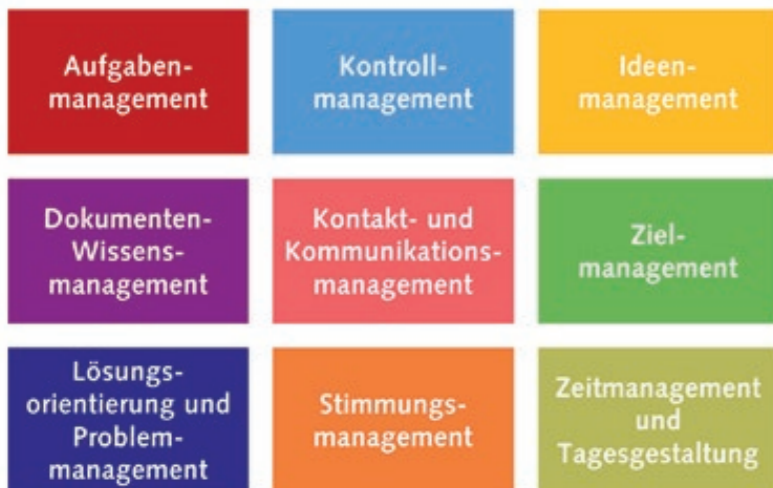 Aufgaben-
management
Kontroll-
management
Ideen-
management
Dokumenten-
Wissens-
management
Kontakt- und
Kommunikations-
management
Ziel-
management
Lösungs-
orientierung und
Problem-
management
Stimmungs-
management
Zeitmanagement
und
Tagesgestaltung